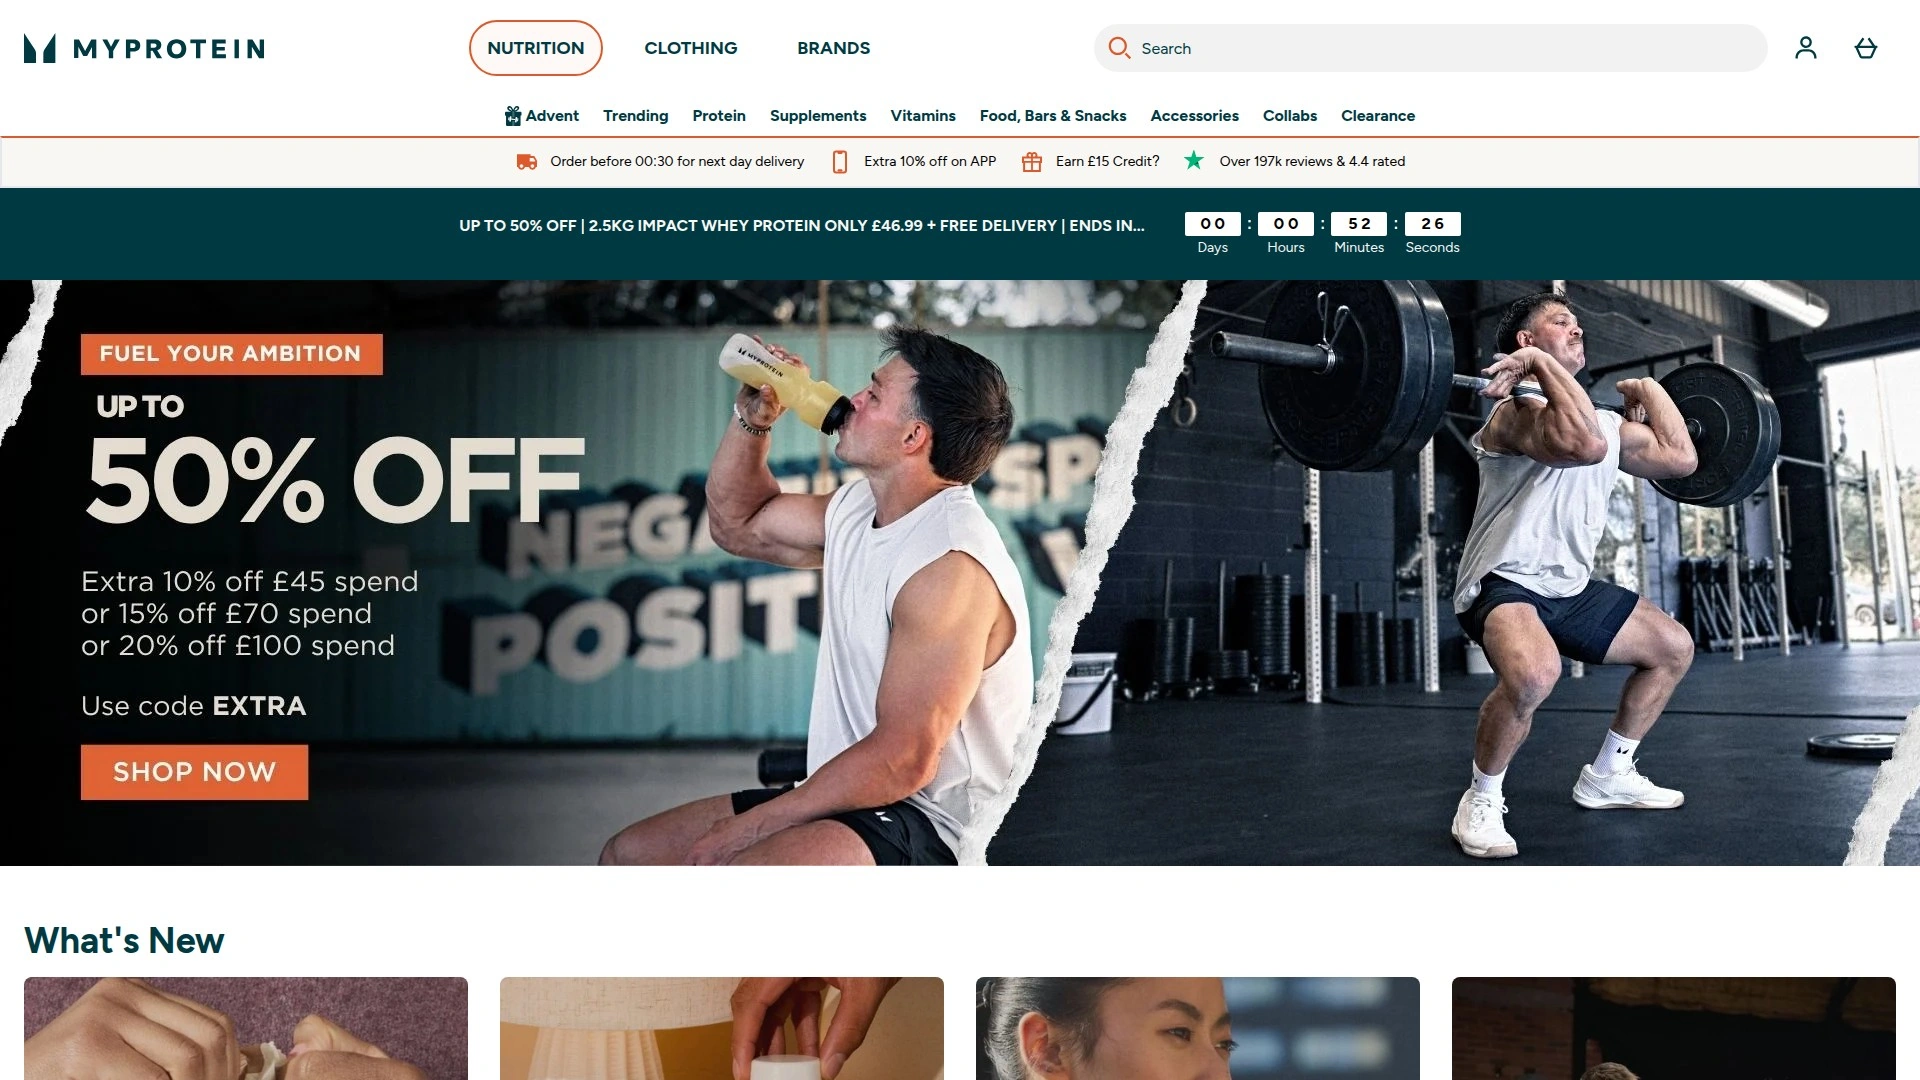 MYPROTEIN
NUTRITION
CLOTHING
BRANDS
Search
Advent
Trending
Protein
Supplements
Vitamins
Food, Bars & Snacks
Accessories
Collabs
Clearance
Order before 00:30 for next day delivery
Extra 10% off on APP
Earn £15 Credit?
Over 197k reviews & 4.4 rated
UP TO 50% OFF | 2.5KG IMPACT WHEY PROTEIN ONLY £46.99 + FREE DELIVERY | ENDS IN...
00 : 00 : 52 : 26
Days Hours Minutes Seconds
FUEL YOUR AMBITION
UP TO
50% OFF
Extra 10% off £45 spend
or 15% off £70 spend
or 20% off £100 spend
Use code EXTRA
SHOP NOW
MYPROTEIN
What's New